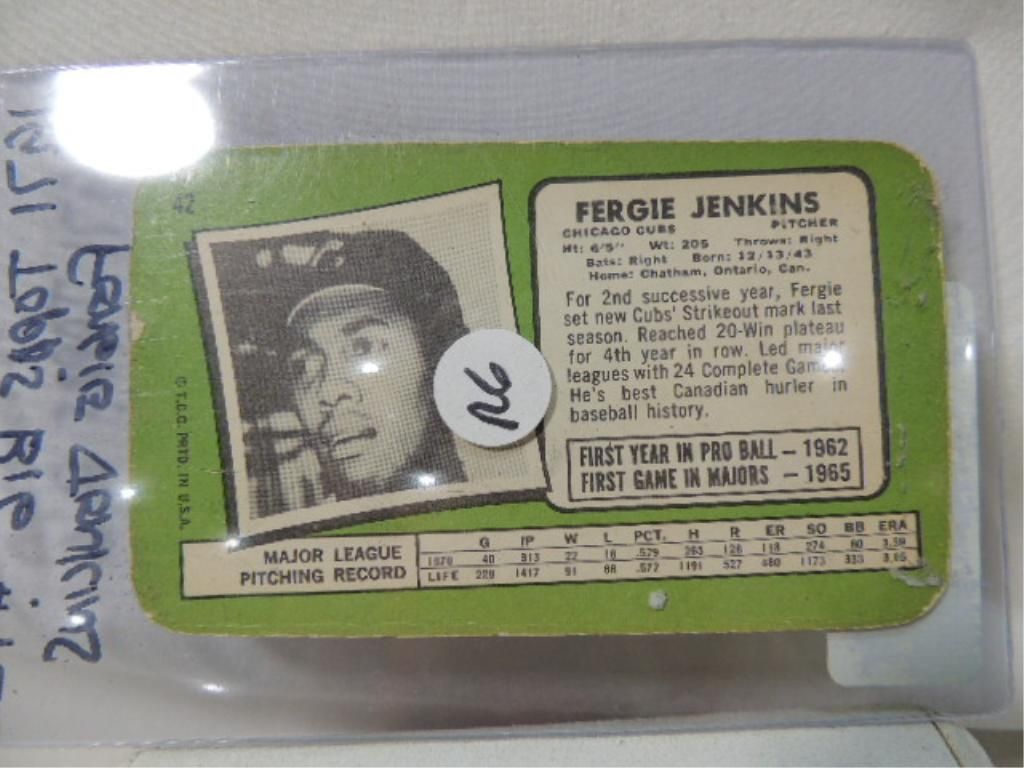 42
FERGIE JENKINS
CHICAGO CUBS PITCHER
Ht: 6'5" Wt: 205 Throws: Right
Bats: Right Born: 12/13/43
Home: Chatham, Ontario, Can.
For 2nd successive year, Fergie
set new Cubs' Strikeout mark last
season. Reached 20-Win plateau
for 4th year in row. Led major
leagues with 24 Complete Games.
He's best Canadian hurler in
baseball history.
FIRST YEAR IN PRO BALL — 1962
FIRST GAME IN MAJORS — 1965
© T.C.G. PRTD. IN U.S.A.
MAJOR LEAGUE
PITCHING RECORD
G IP W L PCT. H R ER SO BB ERA
1970 40 313 22 16 .579 265 128 118 274 60 3.39
LIFE 228 1417 91 68 .572 1191 527 480 1173 333
1971 TOPPS
FERGIE JENKINS